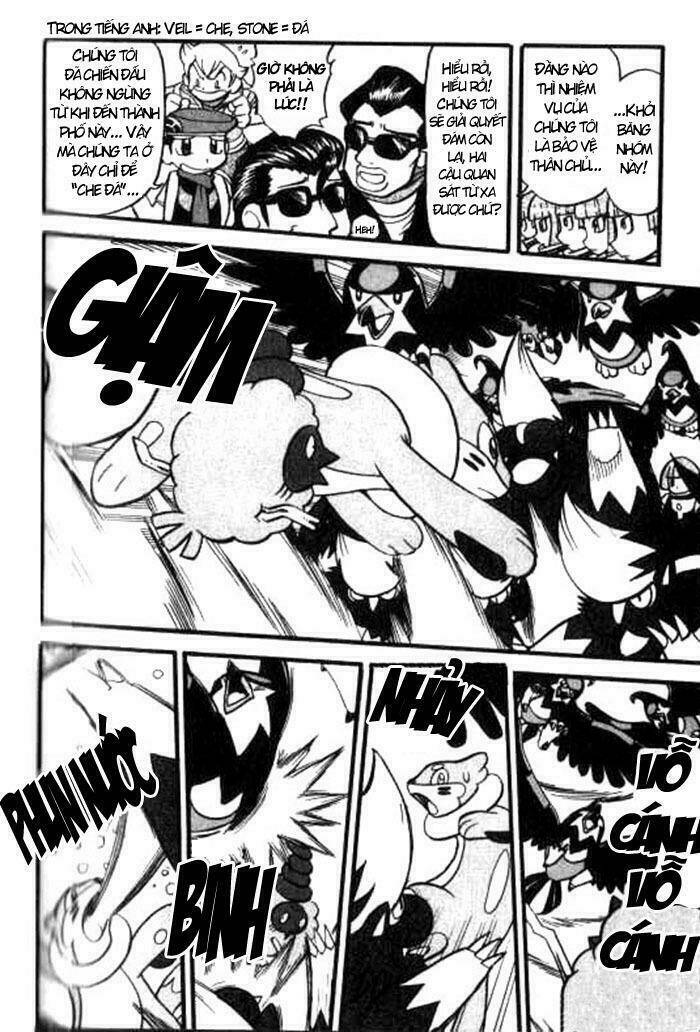 TRONG TIẾNG ANH: VEIL = CHE, STONE = ĐÁ
CHÚNG TÔI
ĐÃ CHIẾN ĐẤU
KHÔNG NGỪNG
TỪ KHI ĐẾN THÀNH
PHỐ NÀY... VẬY
MÀ CHÚNG TA Ở
ĐÂY CHỈ ĐỂ
"CHE ĐÁ"...
GIỜ KHÔNG
PHẢI LÀ
LÚC!!
HEH!
HIỂU RỒI,
HIỂU RỒI!
CHÚNG TÔI
SẼ GIẢI QUYẾT
ĐÁM CÒN
LẠI, HAI
CẬU QUAN
SÁT TỪ XA
ĐƯỢC CHỨ?
ĐẰNG NÀO
THÌ NHIỆM
VỤ CỦA
CHÚNG TÔI
LÀ BẢO VỆ
THÂN CHỦ...
...KHỎI
BĂNG
NHÓM
NÀY!
GIẬM
PHUN NƯỚC
BINH
NHẢY
VỖ
CÁNH
VỖ
CÁNH